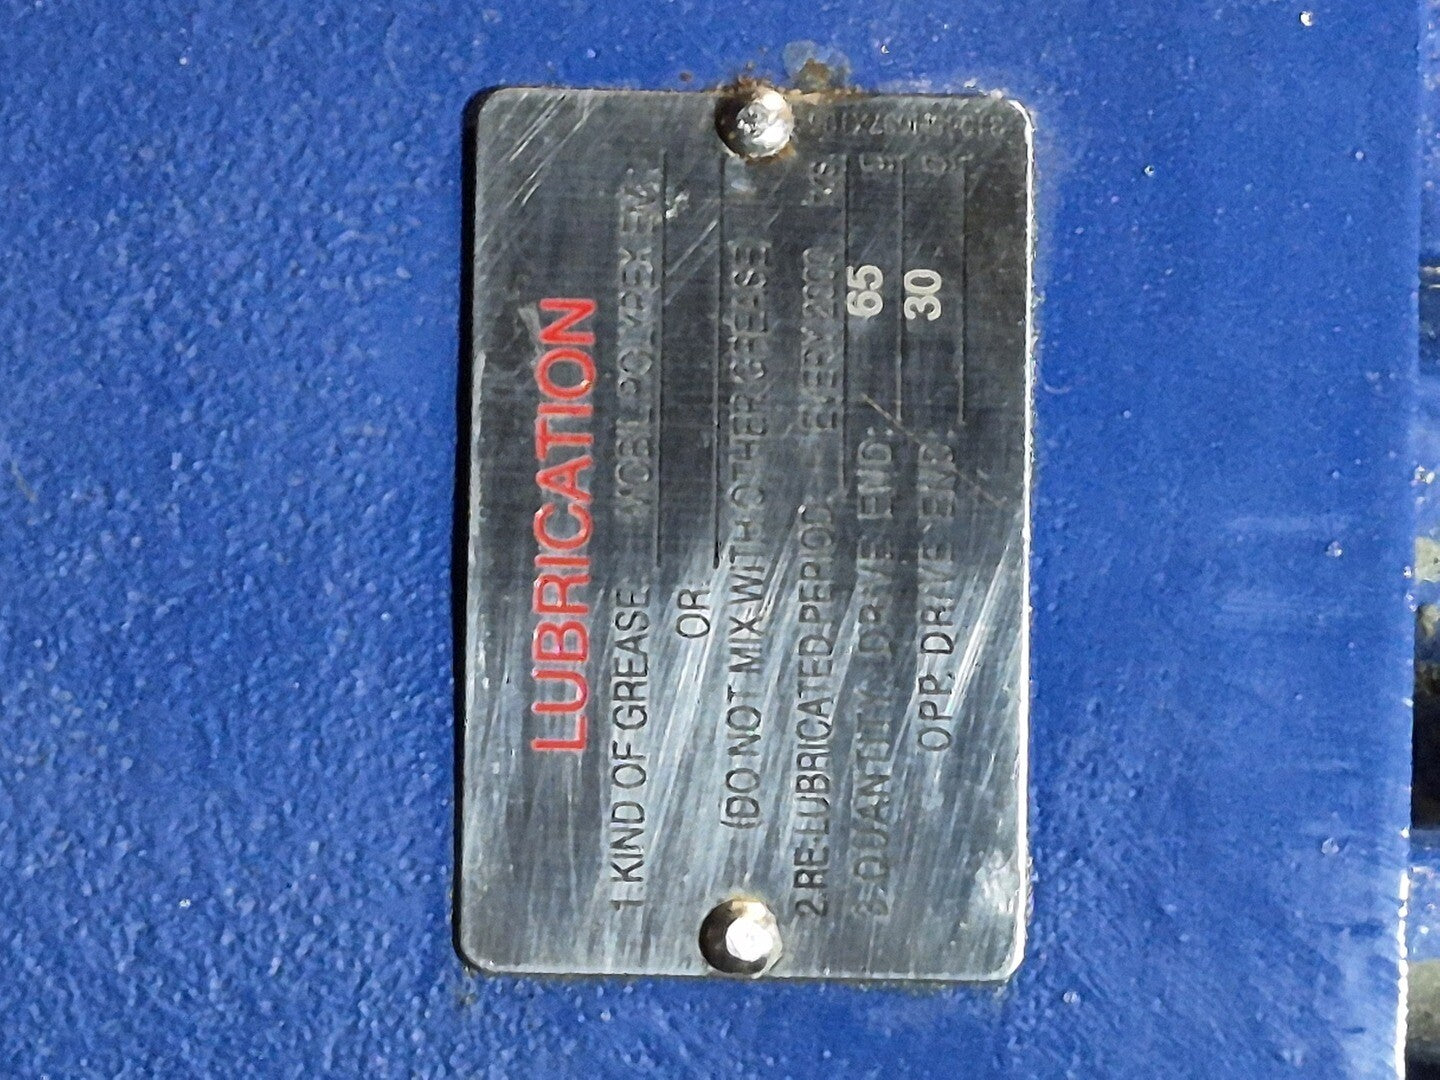 LUBRICATION
1.KIND OF GREASE: MOBIL POLYREX EM
OR
(DO NOT MIX WITH OTHER GREASE)
2.RE-LUBRICATED PERIOD: EVERY 2000 HRS
3.QUANTITY, DRIVE END: 65 g
OPP. DRIVE END: 30 g